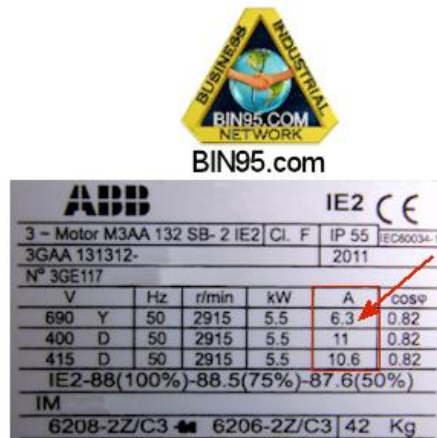 BUSINESS INDUSTRIAL
BIN95.COM
NETWORK
BIN95.com
ABB IE2 CE
3 ~ Motor M3AA 132 SB- 2 IE2 Cl. F IP 55 IEC60034-1
3GAA 131312- 2011
N° 3GE117
V Hz r/min kW A cosφ
690 Y 50 2915 5.5 6.3 0.82
400 D 50 2915 5.5 11 0.82
415 D 50 2915 5.5 10.6 0.82
IE2-88(100%)-88.5(75%)-87.6(50%)
IM
6208-2Z/C3 6206-2Z/C3 42 Kg